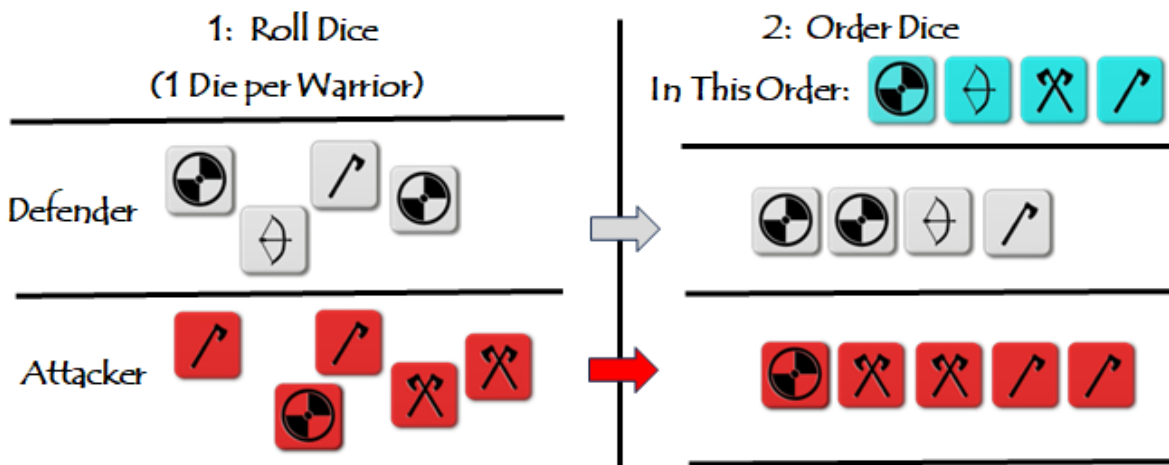 1: Roll Dice
(1 Die per Warrior)
2: Order Dice
In This Order:
Defender
Attacker